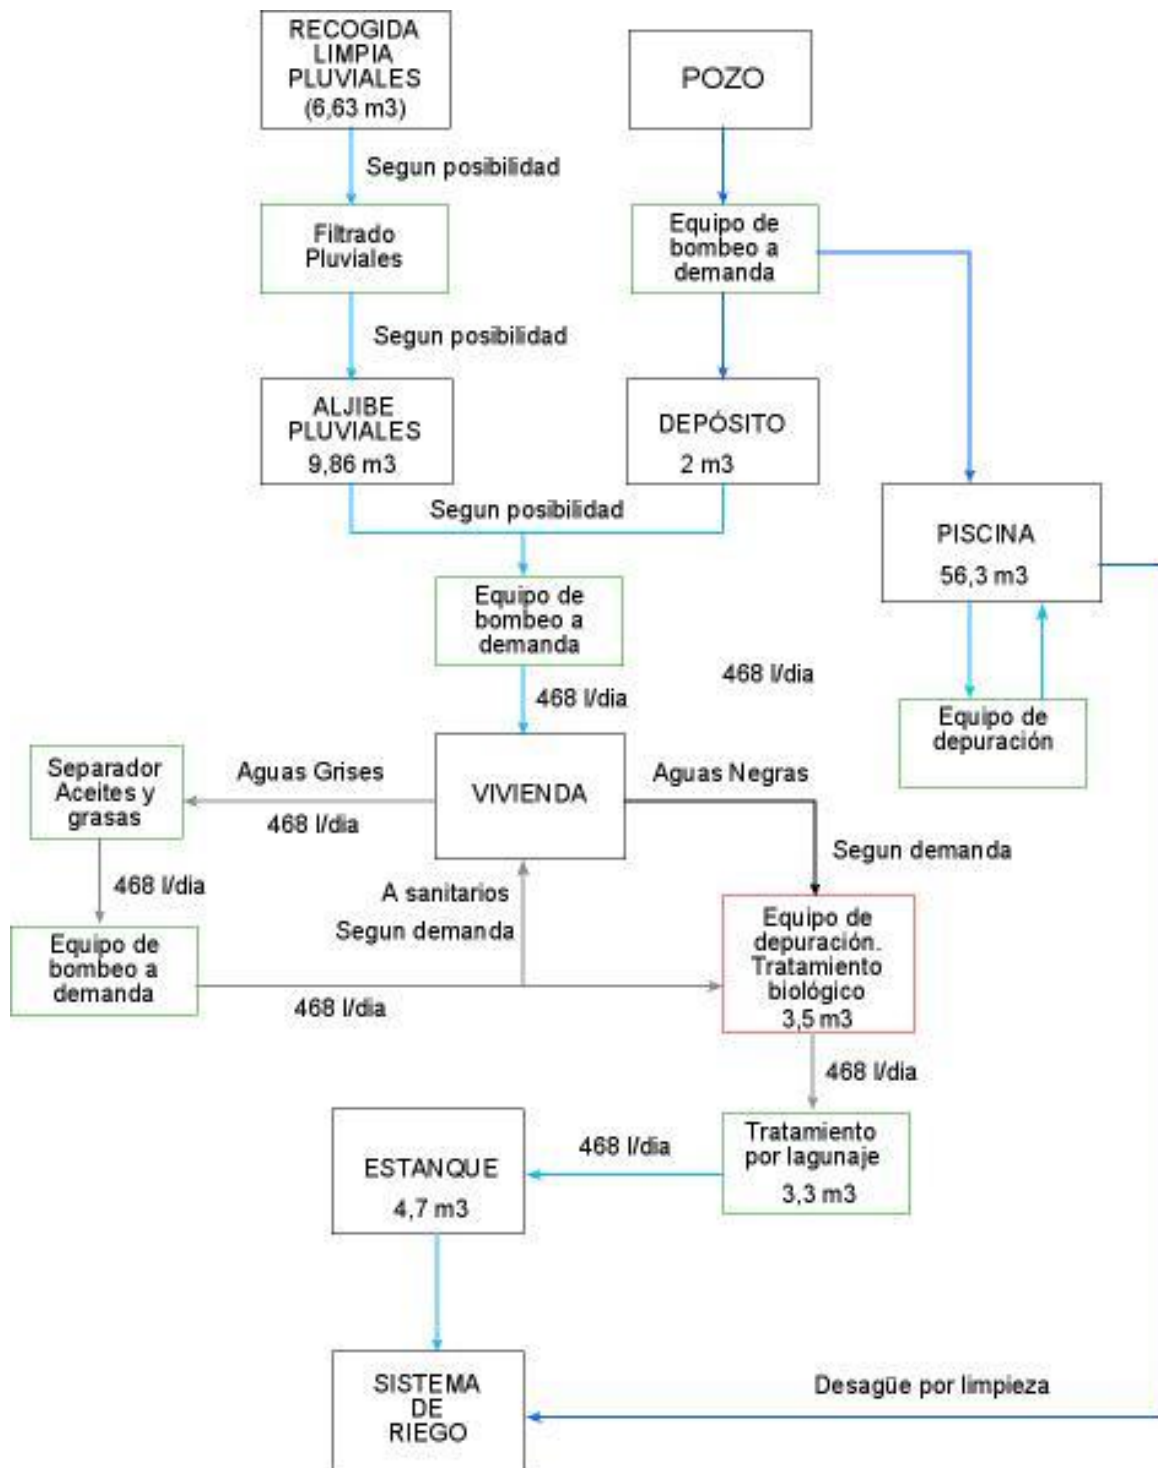 RECOGIDA
LIMPIA
PLUVIALES
(6,63 m3)
POZO
Segun posibilidad
Filtrado
Pluviales
Equipo de
bombeo a
demanda
Segun posibilidad
ALJIBE
PLUVIALES
9,86 m3
DEPÓSITO
2 m3
Segun posibilidad
PISCINA
56,3 m3
Equipo de
bombeo a
demanda
468 l/dia
468 l/dia
Equipo de
depuración
Separador
Aceites y
grasas
Aguas Grises
468 l/dia
VIVIENDA
Aguas Negras
Segun demanda
468 l/dia
A sanitarios
Segun demanda
Equipo de
bombeo a
demanda
468 l/dia
Equipo de
depuración.
Tratamiento
biológico
3,5 m3
468 l/dia
Tratamiento
por lagunaje
3,3 m3
468 l/dia
ESTANQUE
4,7 m3
SISTEMA
DE
RIEGO
Desagüe por limpieza